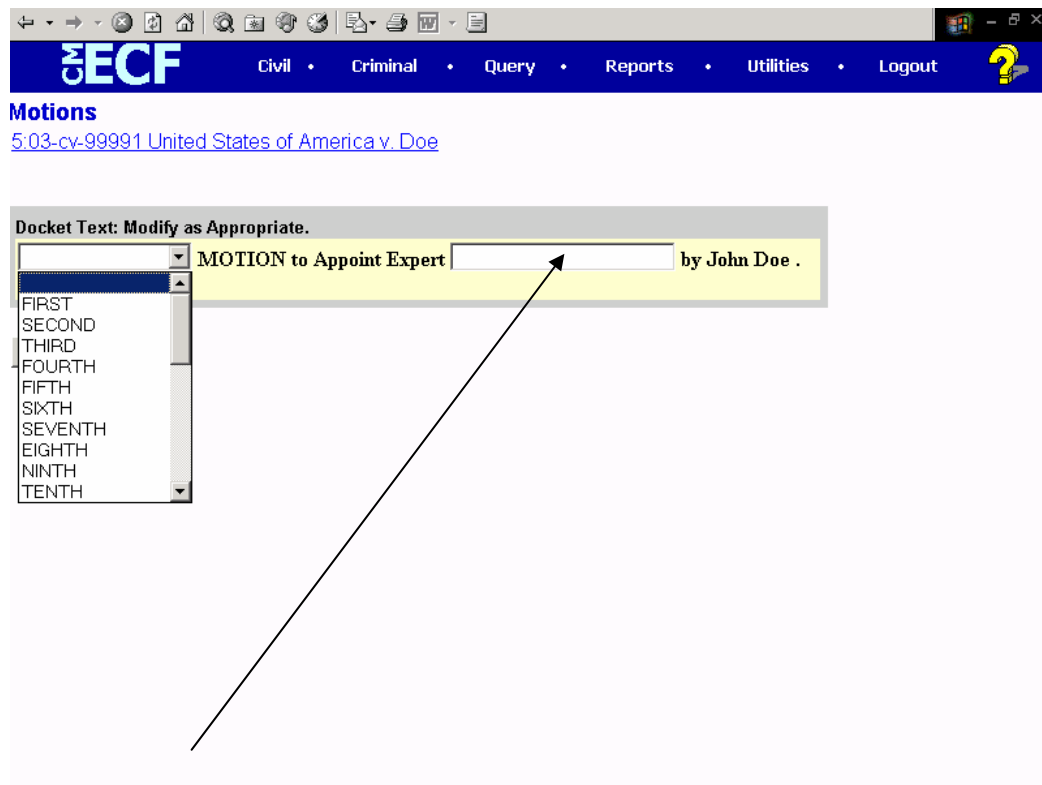 CM ECF Civil • Criminal • Query • Reports • Utilities • Logout ?
Motions
5:03-cv-99991 United States of America v. Doe
Docket Text: Modify as Appropriate.
MOTION to Appoint Expert by John Doe .
FIRST
SECOND
THIRD
FOURTH
FIFTH
SIXTH
SEVENTH
EIGHTH
NINTH
TENTH